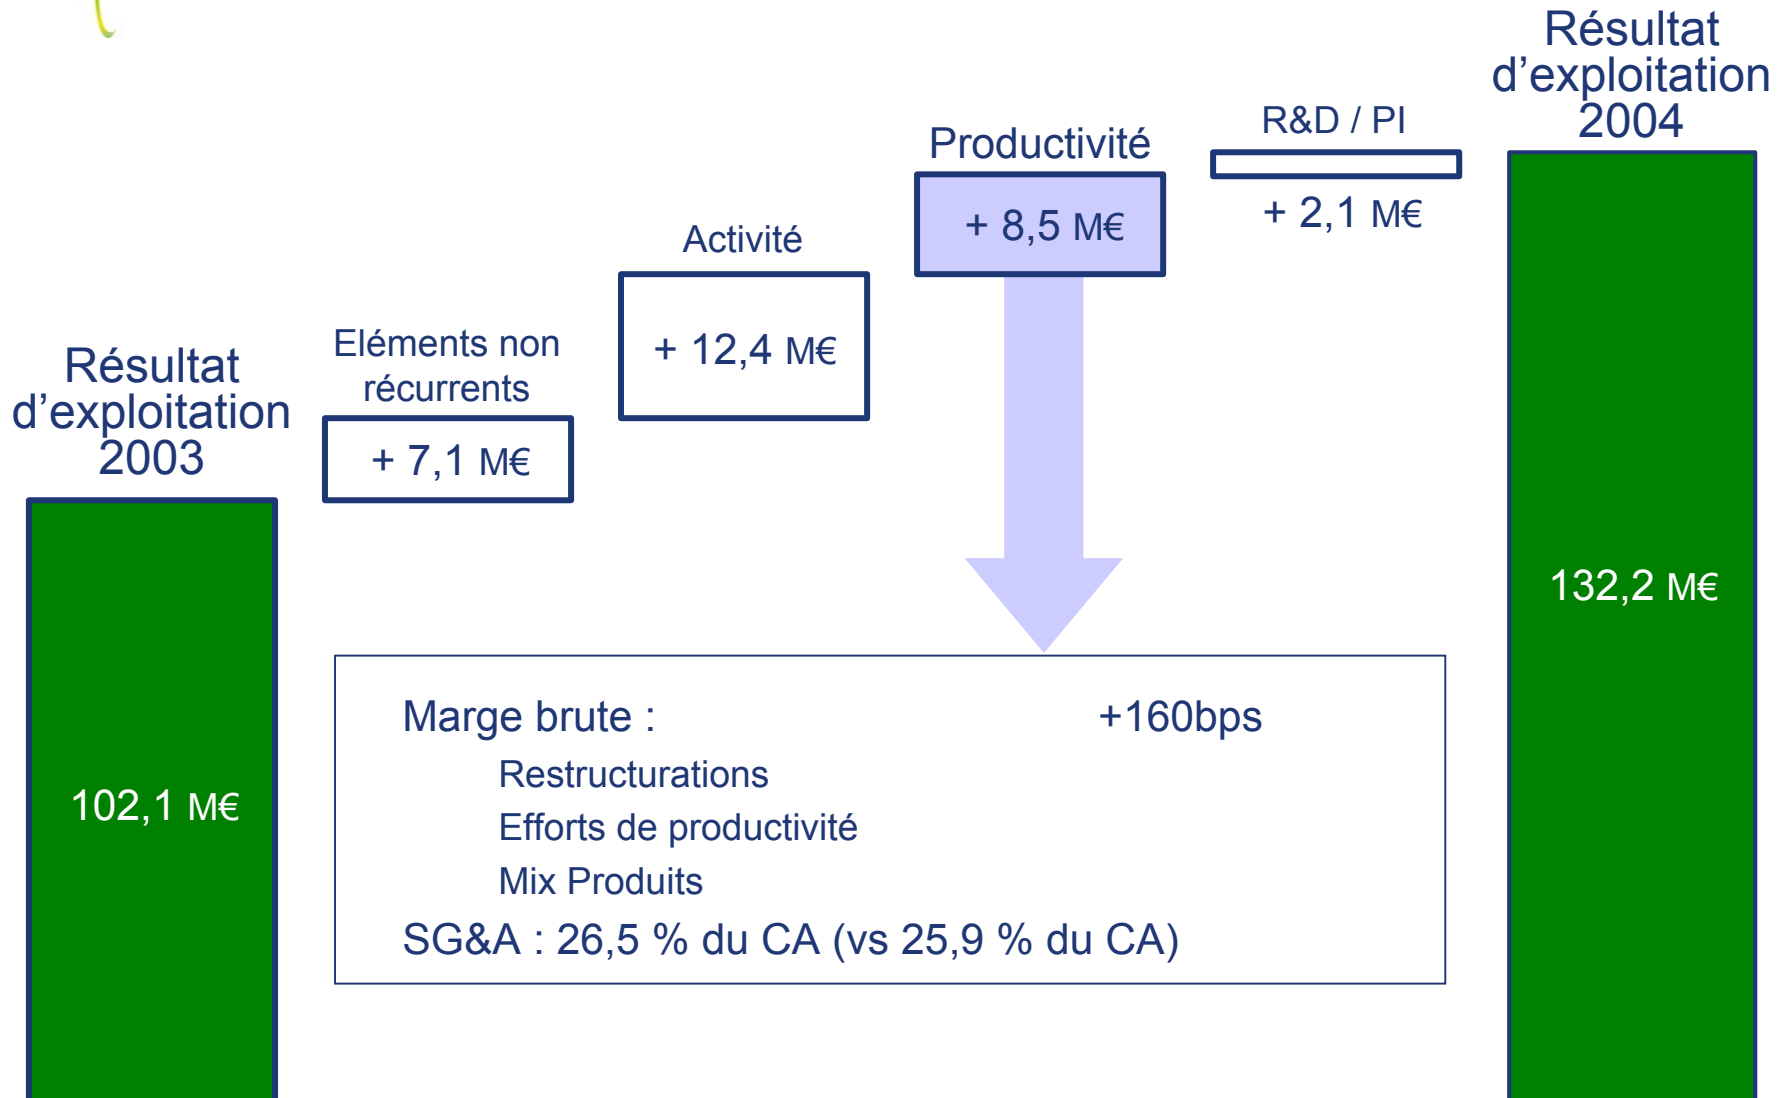 Résultat
d’exploitation
2003
102,1 M€
Eléments non
récurrents
+ 7,1 M€
Activité
+ 12,4 M€
Productivité
+ 8,5 M€
R&D / PI
+ 2,1 M€
Résultat
d’exploitation
2004
132,2 M€
Marge brute : +160bps
Restructurations
Efforts de productivité
Mix Produits
SG&A : 26,5 % du CA (vs 25,9 % du CA)